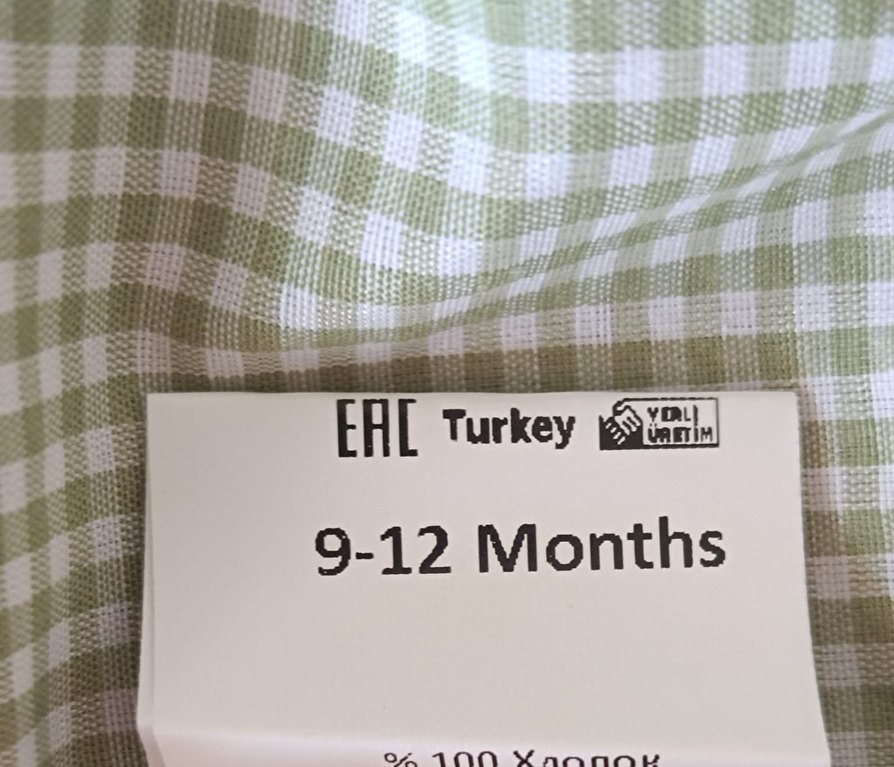 EAC Turkey YERLİ
ÜRETİM
9-12 Months
% 100 Хлопок